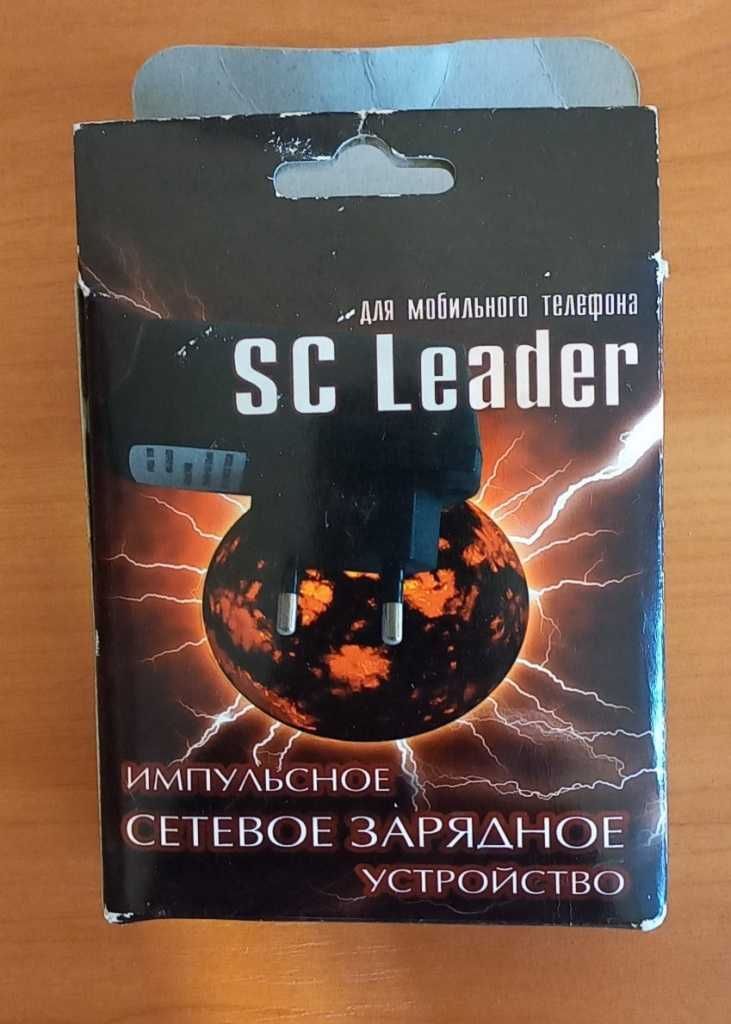 для мобильного телефона
SC Leader
ИМПУЛЬСНОЕ
СЕТЕВОЕ ЗАРЯДНОЕ
УСТРОЙСТВО